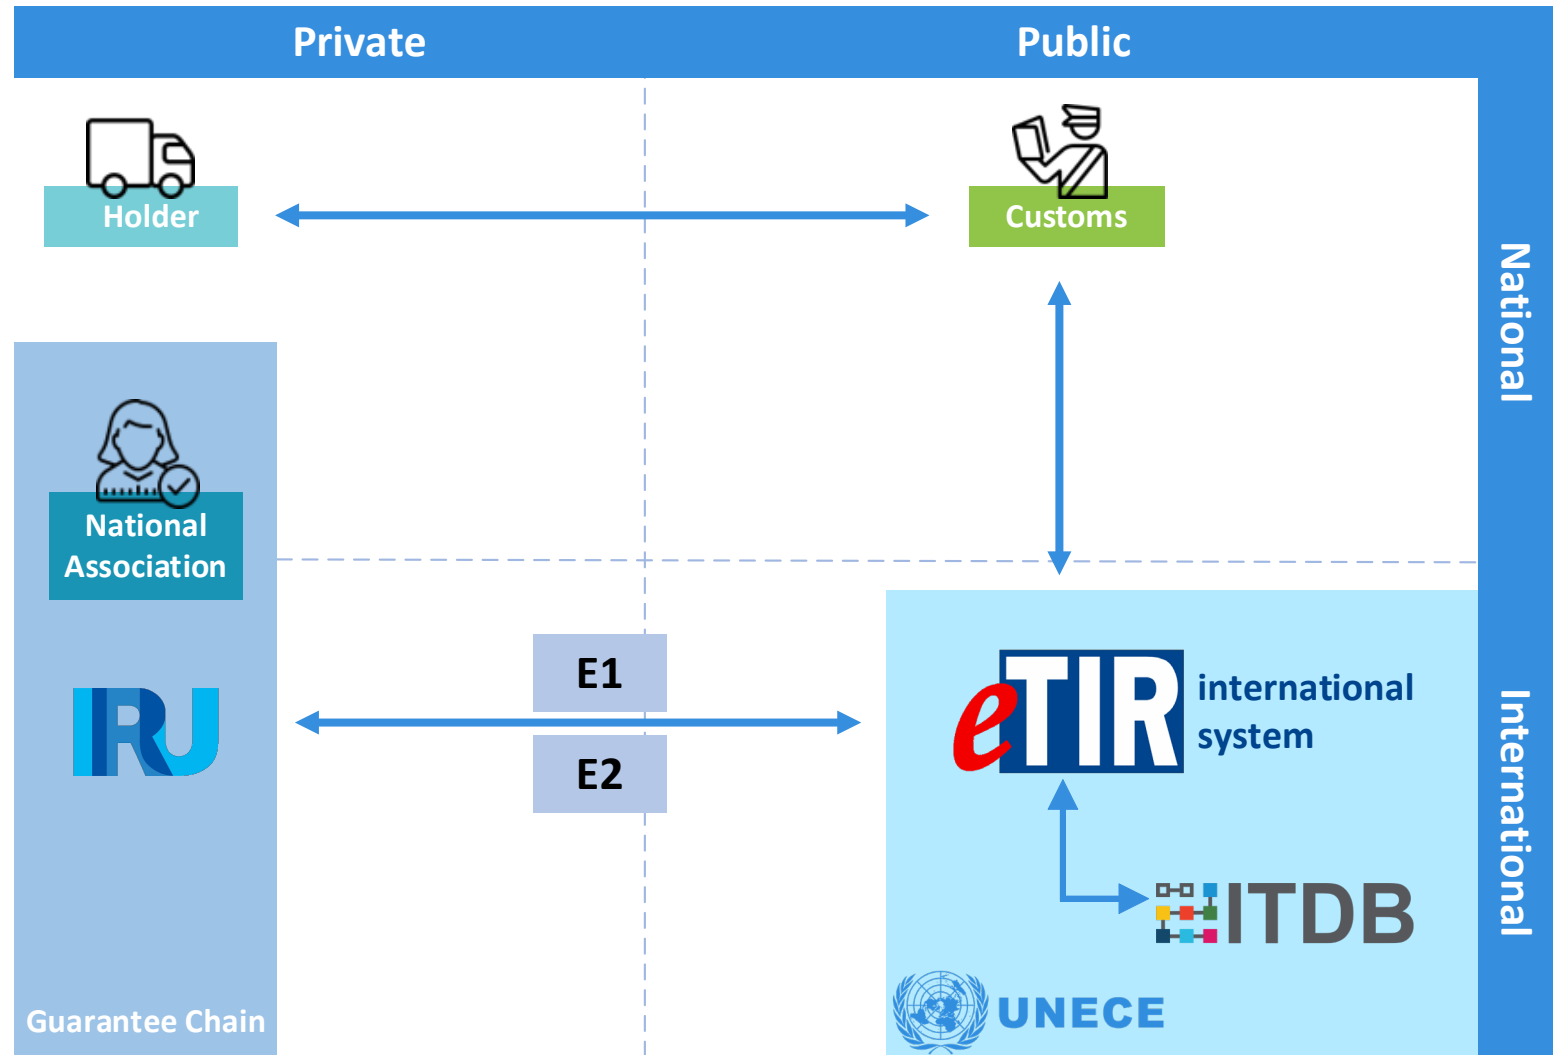 Private
Public
Holder
Customs
National
National
Association
E1
E2
IRU
eTIR
international
system
ITDB
International
Guarantee Chain
UNECE